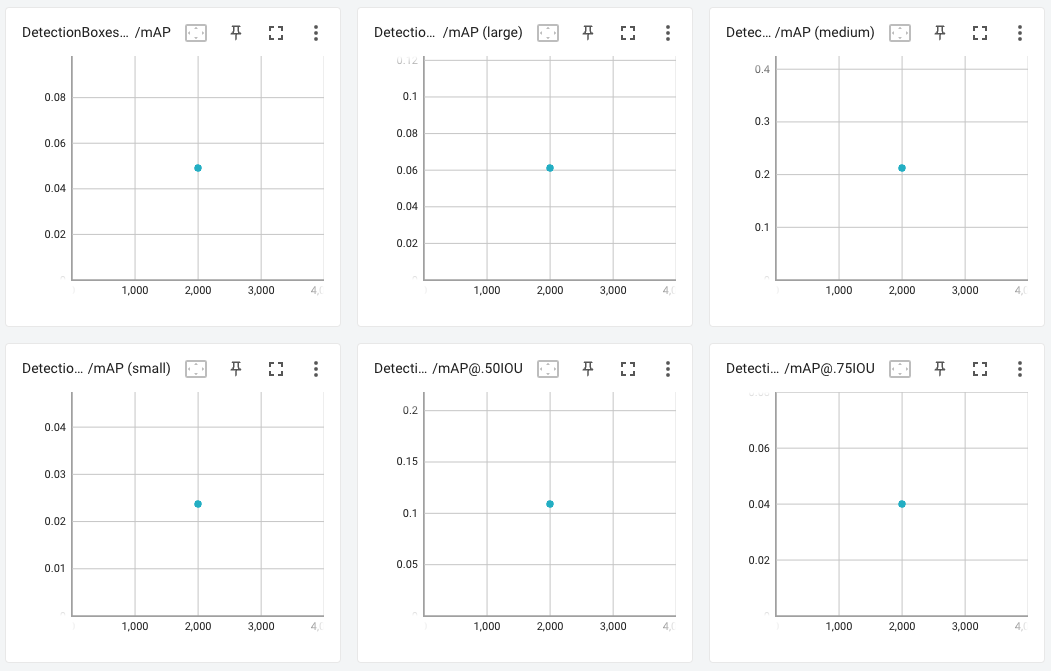 DetectionBoxes… /mAP
0.08
0.06
0.04
0.02
1,000 2,000 3,000
Detectio… /mAP (large)
0.12
0.1
0.08
0.06
0.04
0.02
1,000 2,000 3,000
Detec… /mAP (medium)
0.4
0.3
0.2
0.1
1,000 2,000 3,000
Detectio… /mAP (small)
0.04
0.03
0.02
0.01
1,000 2,000 3,000
Detecti… /mAP@.50IOU
0.2
0.15
0.1
0.05
1,000 2,000 3,000
Detecti… /mAP@.75IOU
0.06
0.04
0.02
1,000 2,000 3,000